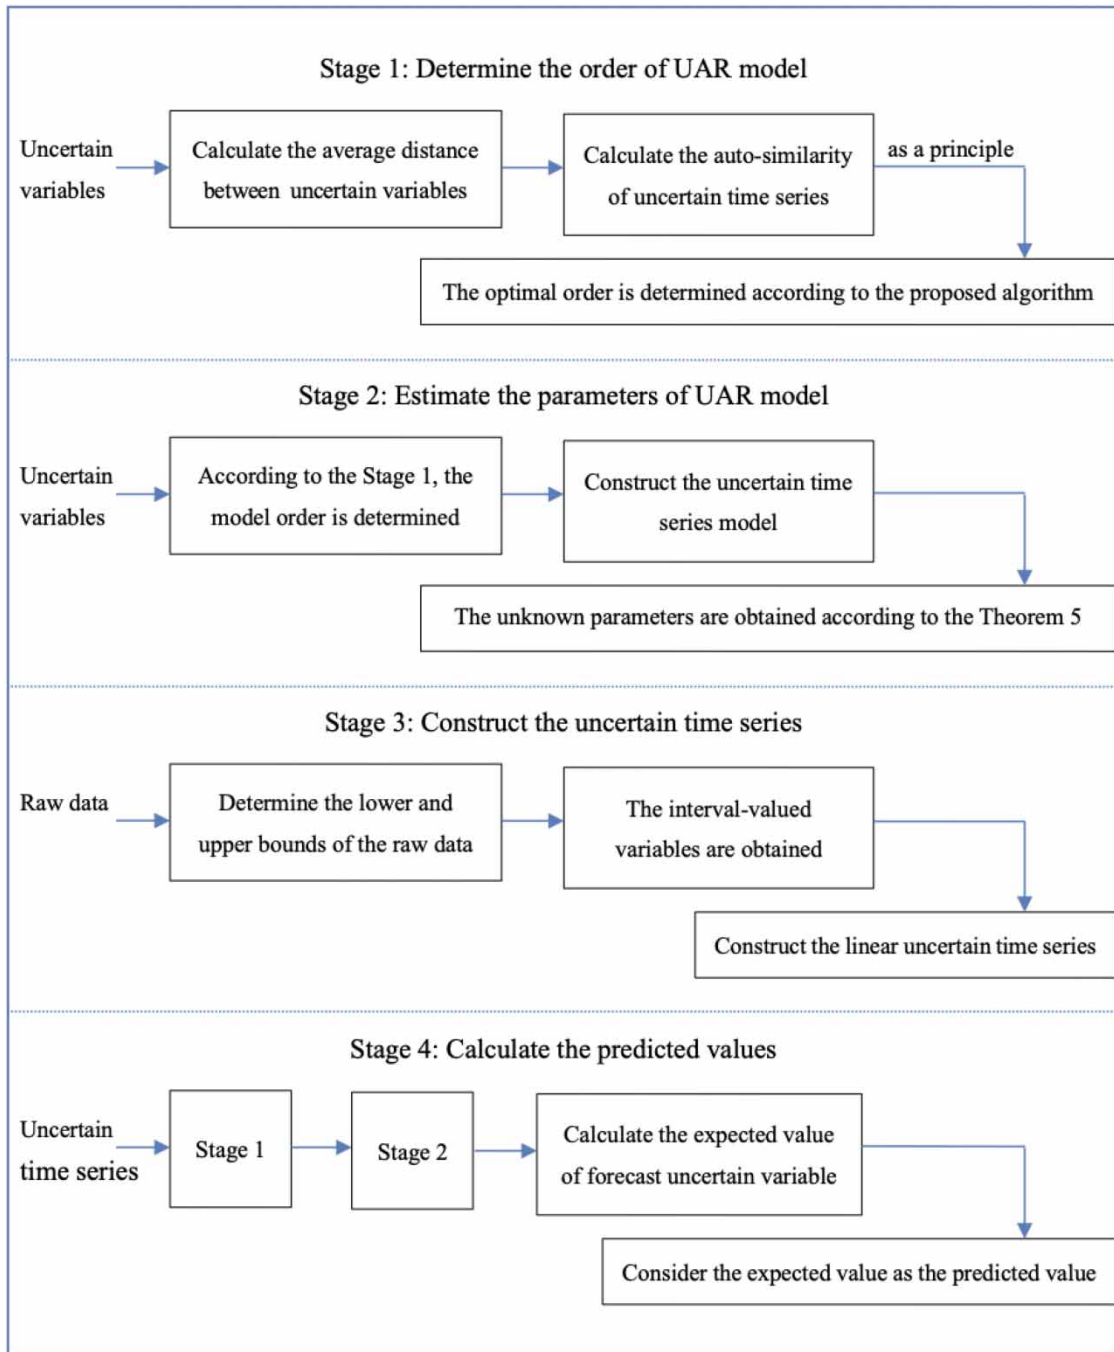 Stage 1: Determine the order of UAR model
Uncertain
variables
Calculate the average distance
between uncertain variables
Calculate the auto-similarity
of uncertain time series
as a principle
The optimal order is determined according to the proposed algorithm
Stage 2: Estimate the parameters of UAR model
Uncertain
variables
According to the Stage 1, the
model order is determined
Construct the uncertain time
series model
The unknown parameters are obtained according to the Theorem 5
Stage 3: Construct the uncertain time series
Raw data
Determine the lower and
upper bounds of the raw data
The interval-valued
variables are obtained
Construct the linear uncertain time series
Stage 4: Calculate the predicted values
Uncertain
time series
Stage 1
Stage 2
Calculate the expected value
of forecast uncertain variable
Consider the expected value as the predicted value